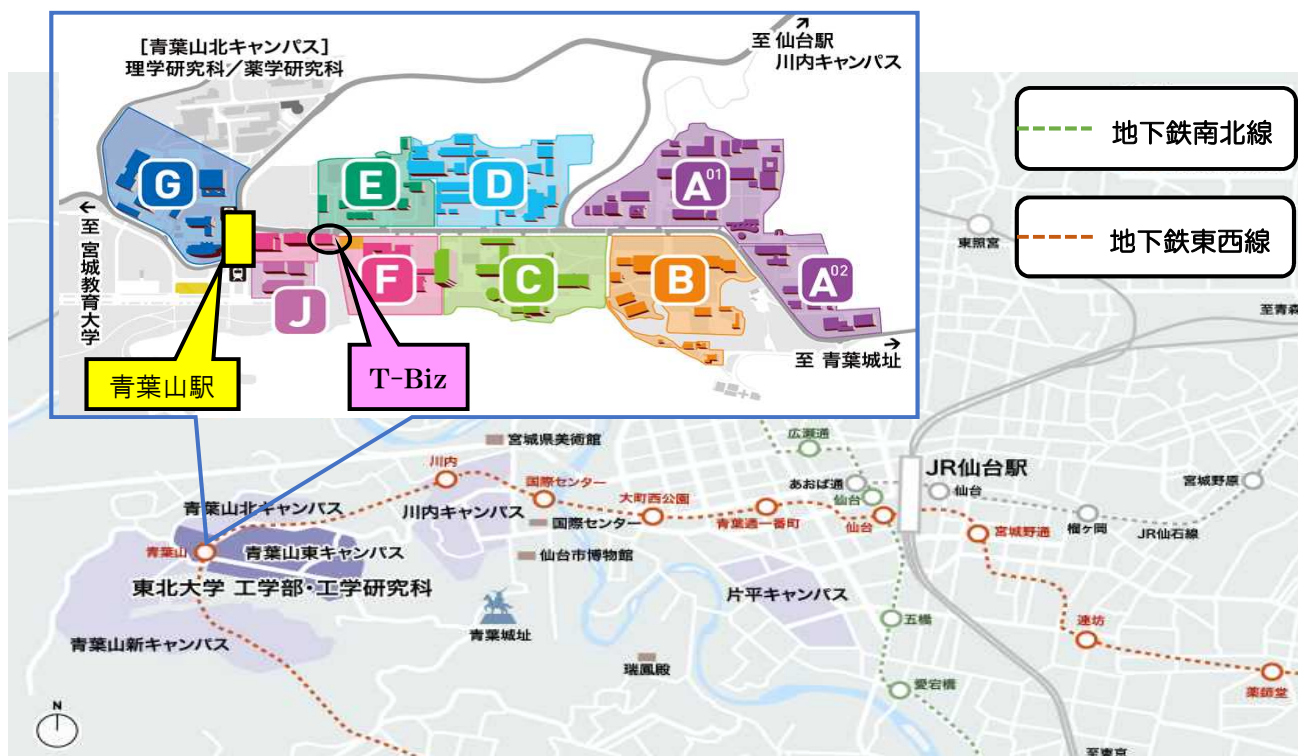 [青葉山北キャンパス]
理学研究科/薬学研究科
至 仙台駅
川内キャンパス
地下鉄南北線
地下鉄東西線
G
E
D
A01
F
C
B
A02
J
至 宮城教育大学
至 青葉城址
青葉山駅
T-Biz
東照宮
至青森
宮城県美術館
広瀬通
JR仙台駅
川内
国際センター
大町西公園
青葉通一番町
あおば通
仙台
仙台
仙台
宮城野原
榴ヶ岡
JR仙石線
宮城野通
青葉山北キャンパス
川内キャンパス
国際センター
青葉山
青葉山東キャンパス
仙台市博物館
東北大学 工学部・工学研究科
片平キャンパス
青葉山新キャンパス
青葉城址
瑞鳳殿
五橋
連坊
愛宕橋
薬師堂
N
至東京